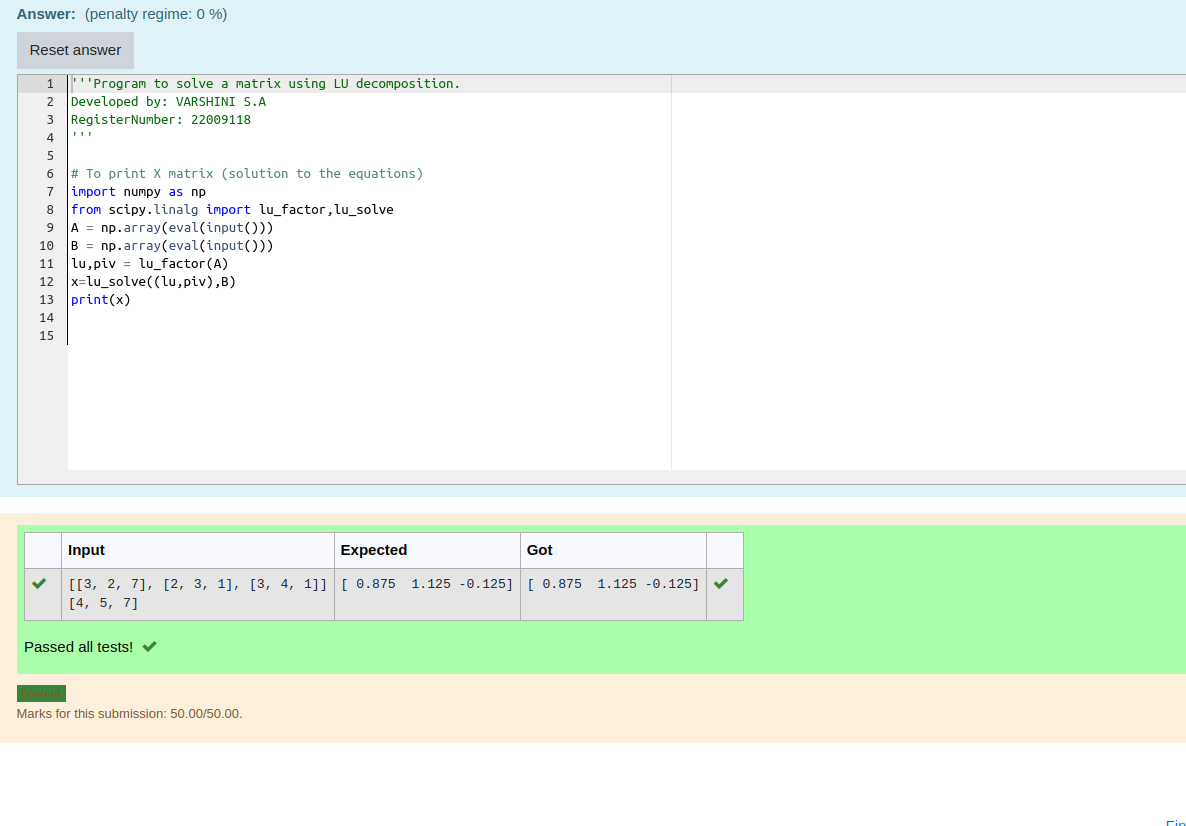 Answer: (penalty regime: 0 %)
Reset answer
1 '''Program to solve a matrix using LU decomposition.
2 Developed by: VARSHINI S.A
3 RegisterNumber: 22009118
4 '''
5
6 # To print X matrix (solution to the equations)
7 import numpy as np
8 from scipy.linalg import lu_factor,lu_solve
9 A = np.array(eval(input()))
10 B = np.array(eval(input()))
11 lu,piv = lu_factor(A)
12 x=lu_solve((lu,piv),B)
13 print(x)
14
15
Input Expected Got
[[3, 2, 7], [2, 3, 1], [3, 4, 1]] [ 0.875  1.125 -0.125] [ 0.875  1.125 -0.125]
[4, 5, 7]
Passed all tests!
Correct
Marks for this submission: 50.00/50.00.